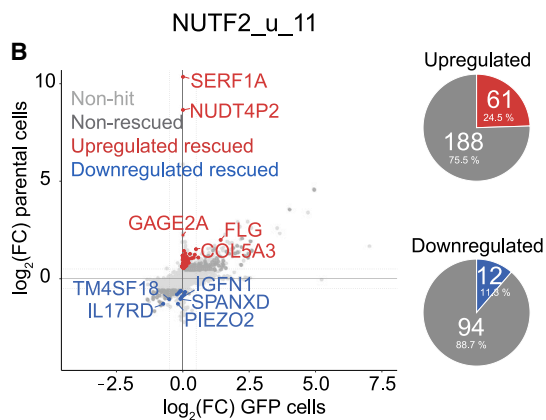 NUTF2_u_11
B
10
5
0
log2(FC) parental cells
Non-hit
Non-rescued
Upregulated rescued
Downregulated rescued
SERF1A
NUDT4P2
GAGE2A
FLG
COL5A3
TM4SF18
IL17RD
IGFN1
SPANXD
PIEZO2
-2.5
0.0
2.5
5.0
7.5
log2(FC) GFP cells
Upregulated
61
24.5 %
188
75.5 %
Downregulated
12
11.3 %
94
88.7 %